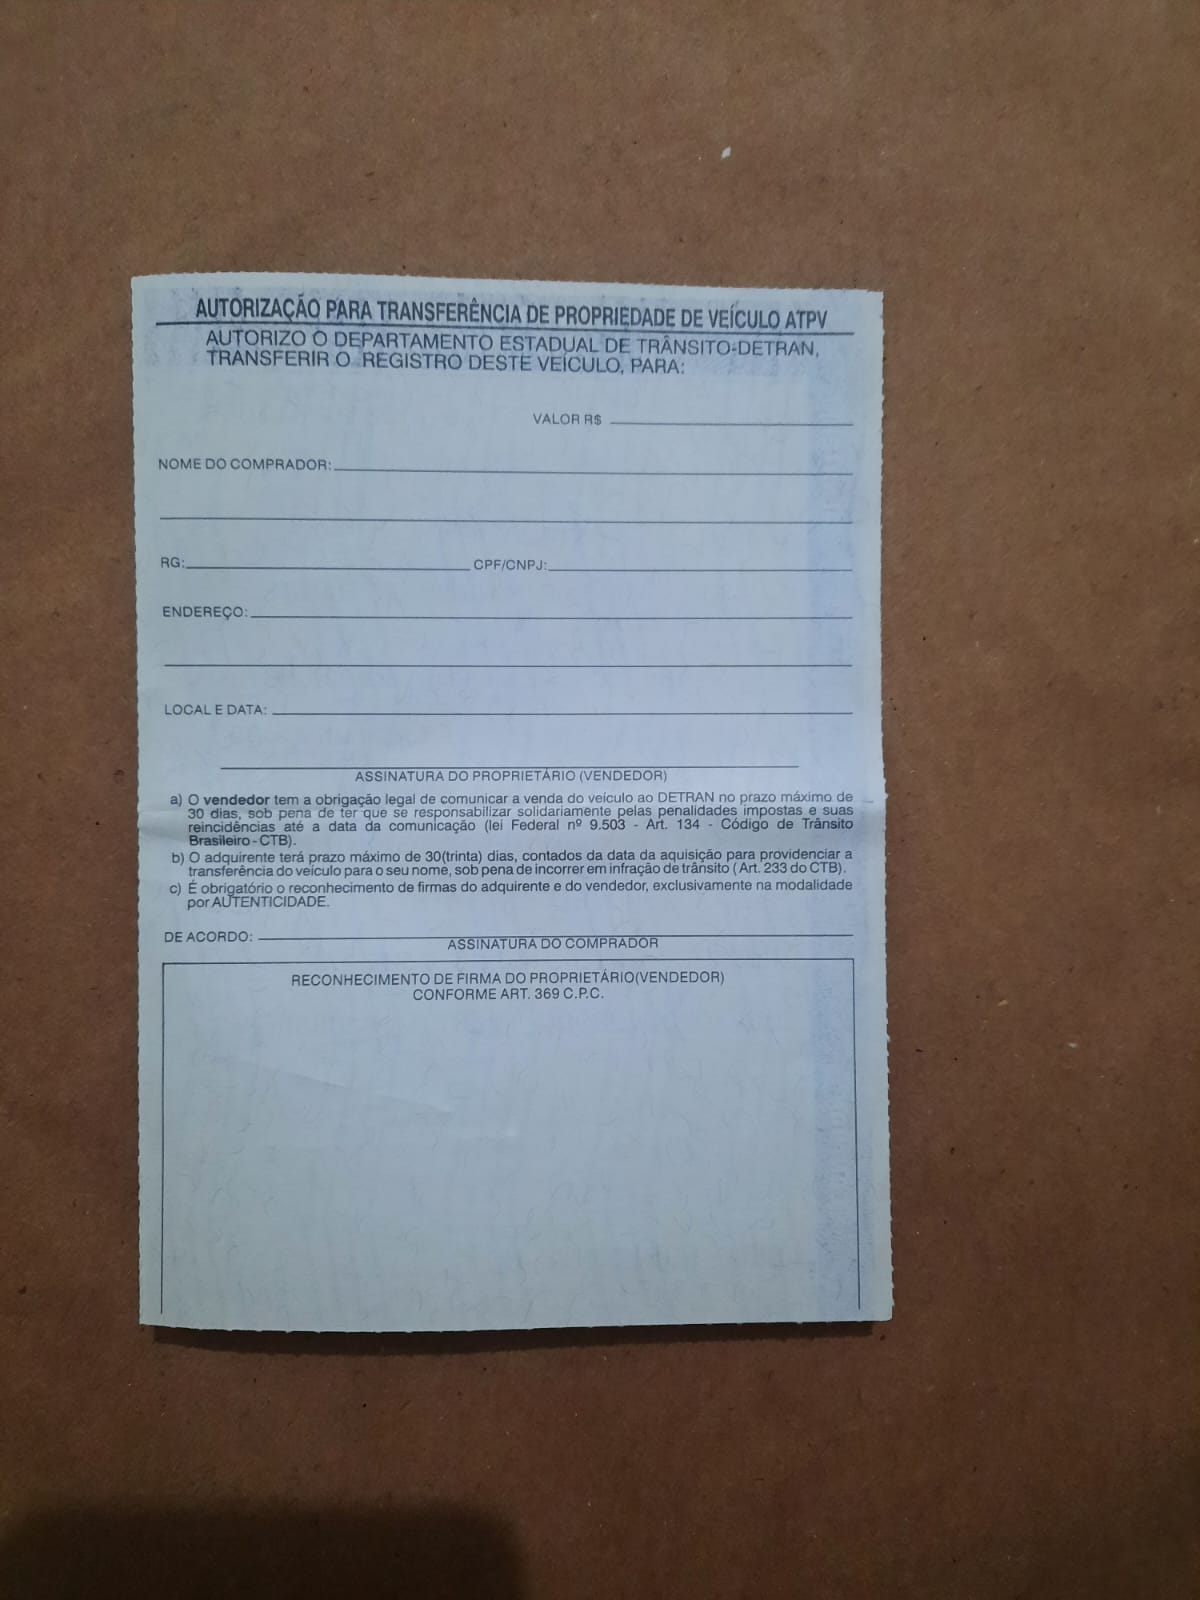 AUTORIZAÇÃO PARA TRANSFERÊNCIA DE PROPRIEDADE DE VEÍCULO ATPV
AUTORIZO O DEPARTAMENTO ESTADUAL DE TRÂNSITO-DETRAN,
TRANSFERIR O REGISTRO DESTE VEÍCULO, PARA:
VALOR R$
NOME DO COMPRADOR:
RG: CPF/CNPJ:
ENDEREÇO:
LOCAL E DATA:
ASSINATURA DO PROPRIETÁRIO (VENDEDOR)
a) O vendedor tem a obrigação legal de comunicar a venda do veículo ao DETRAN no prazo máximo de
30 dias, sob pena de ter que se responsabilizar solidariamente pelas penalidades impostas e suas
reincidências até a data da comunicação (lei Federal nº 9.503 - Art. 134 - Código de Trânsito
Brasileiro - CTB).
b) O adquirente terá prazo máximo de 30(trinta) dias, contados da data da aquisição para providenciar a
transferência do veículo para o seu nome, sob pena de incorrer em infração de trânsito ( Art. 233 do CTB).
c) É obrigatório o reconhecimento de firmas do adquirente e do vendedor, exclusivamente na modalidade
por AUTENTICIDADE.
DE ACORDO:
ASSINATURA DO COMPRADOR
RECONHECIMENTO DE FIRMA DO PROPRIETÁRIO(VENDEDOR)
CONFORME ART. 369 C.P.C.